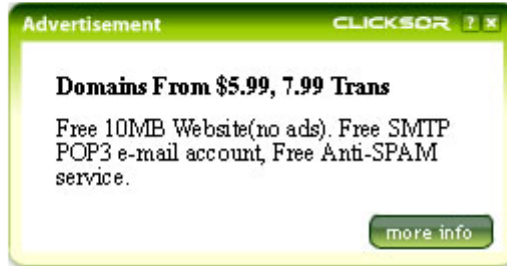 Advertisement CLICKSOR ? x
Domains From $5.99, 7.99 Trans
Free 10MB Website(no ads). Free SMTP
POP3 e-mail account, Free Anti-SPAM
service.
more info